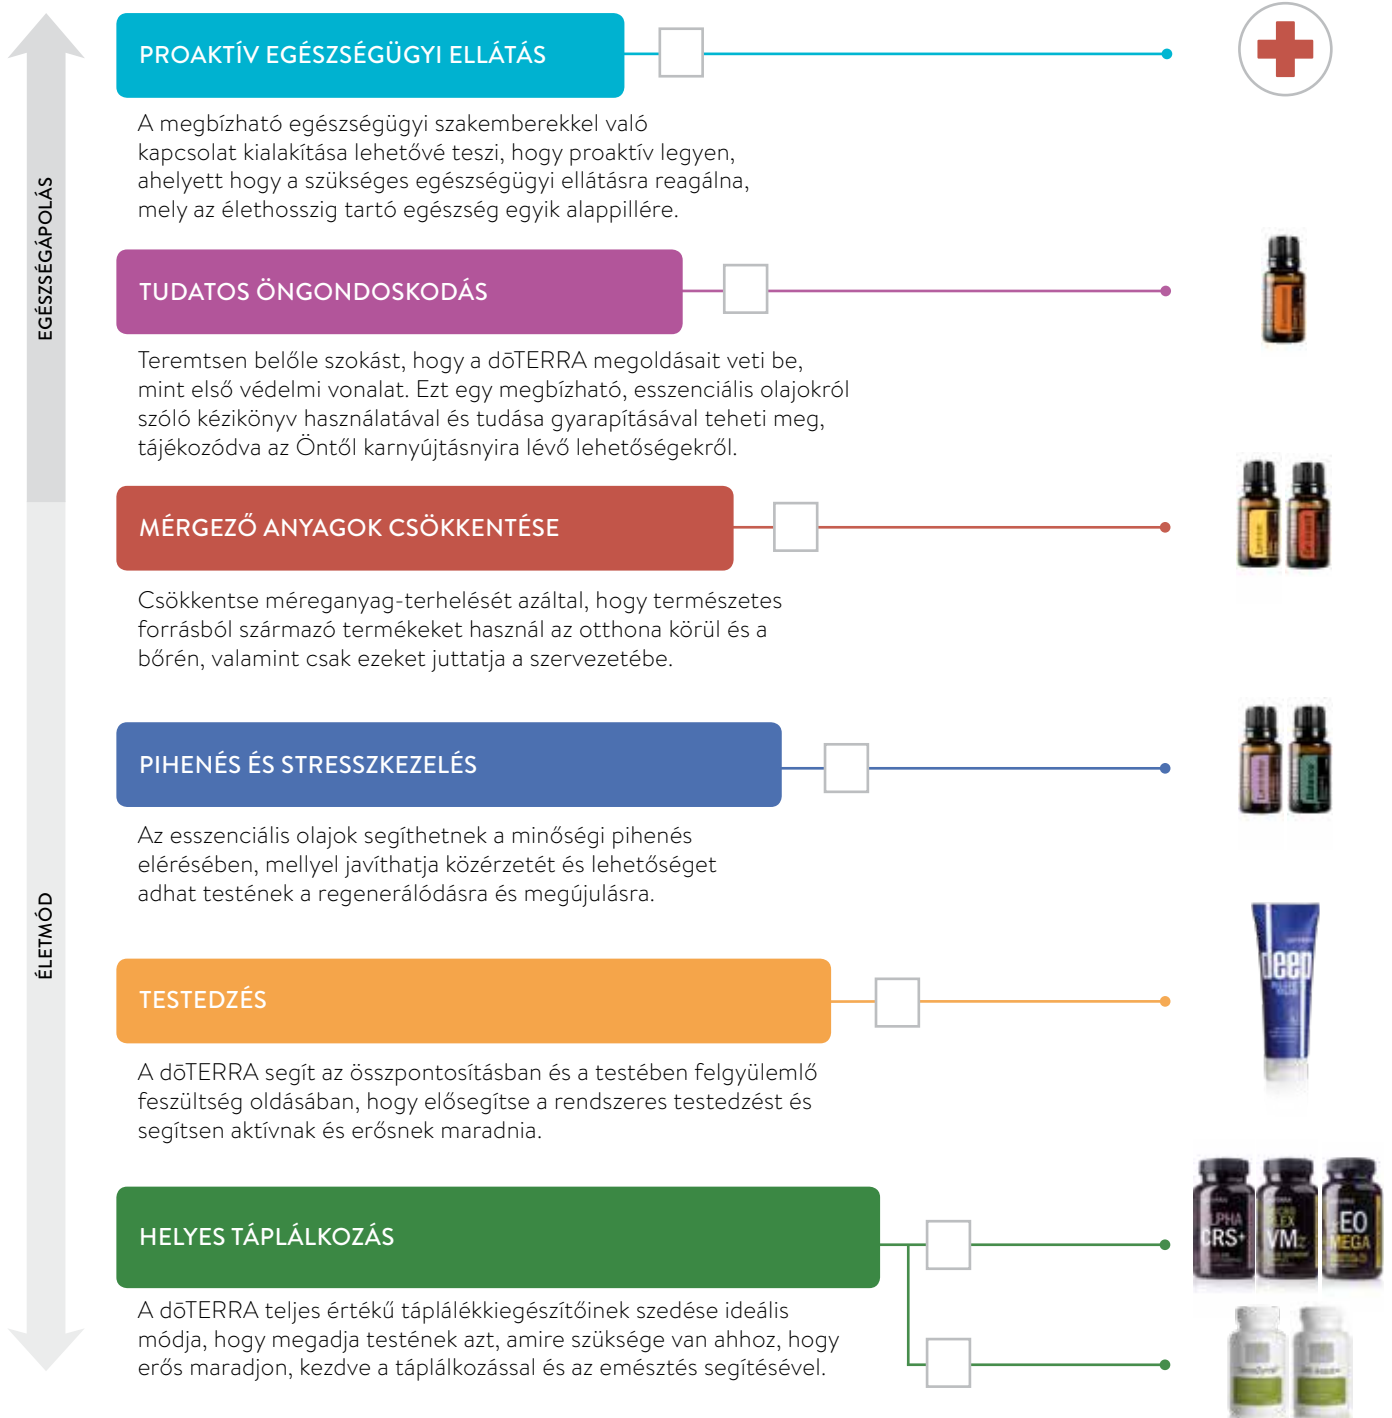 PROAKTÍV EGÉSZSÉGÜGYI ELLÁTÁS
A megbízható egészségügyi szakemberekkel való
kapcsolat kialakítása lehetővé teszi, hogy proaktív legyen,
ahelyett hogy a szükséges egészségügyi ellátásra reagálna,
mely az élethosszig tartó egészség egyik alappillére.
EGÉSZSÉGÁPOLÁS
TUDATOS ÖNGONDOSKODÁS
Teremtsen belőle szokást, hogy a dōTERRA megoldásait veti be,
mint első védelmi vonalat. Ezt egy megbízható, esszenciális olajokról
szóló kézikönyv használatával és tudása gyarapításával teheti meg,
tájékozódva az Öntől karnyújtásnyira lévő lehetőségekről.
MÉRGEZŐ ANYAGOK CSÖKKENTÉSE
Csökkentse méreganyag-terhelését azáltal, hogy természetes
forrásból származó termékeket használ az otthona körül és a
bőrén, valamint csak ezeket juttatja a szervezetébe.
PIHENÉS ÉS STRESSZKEZELÉS
Az esszenciális olajok segíthetnek a minőségi pihenés
elérésében, mellyel javíthatja közérzetét és lehetőséget
adhat testének a regenerálódásra és megújulásra.
ÉLETMÓD
TESTEDZÉS
A dōTERRA segít az összpontosításban és a testében felgyülemlő
feszültség oldásában, hogy elősegítse a rendszeres testedzést és
segítsen aktívnak és erősnek maradnia.
deep
HELYES TÁPLÁLKOZÁS
A dōTERRA teljes értékű táplálékkiegészítőinek szedése ideális
módja, hogy megadja testének azt, amire szüksége van ahhoz, hogy
erős maradjon, kezdve a táplálkozással és az emésztés segítésével.
CRS+
VMz
EO
MEGA